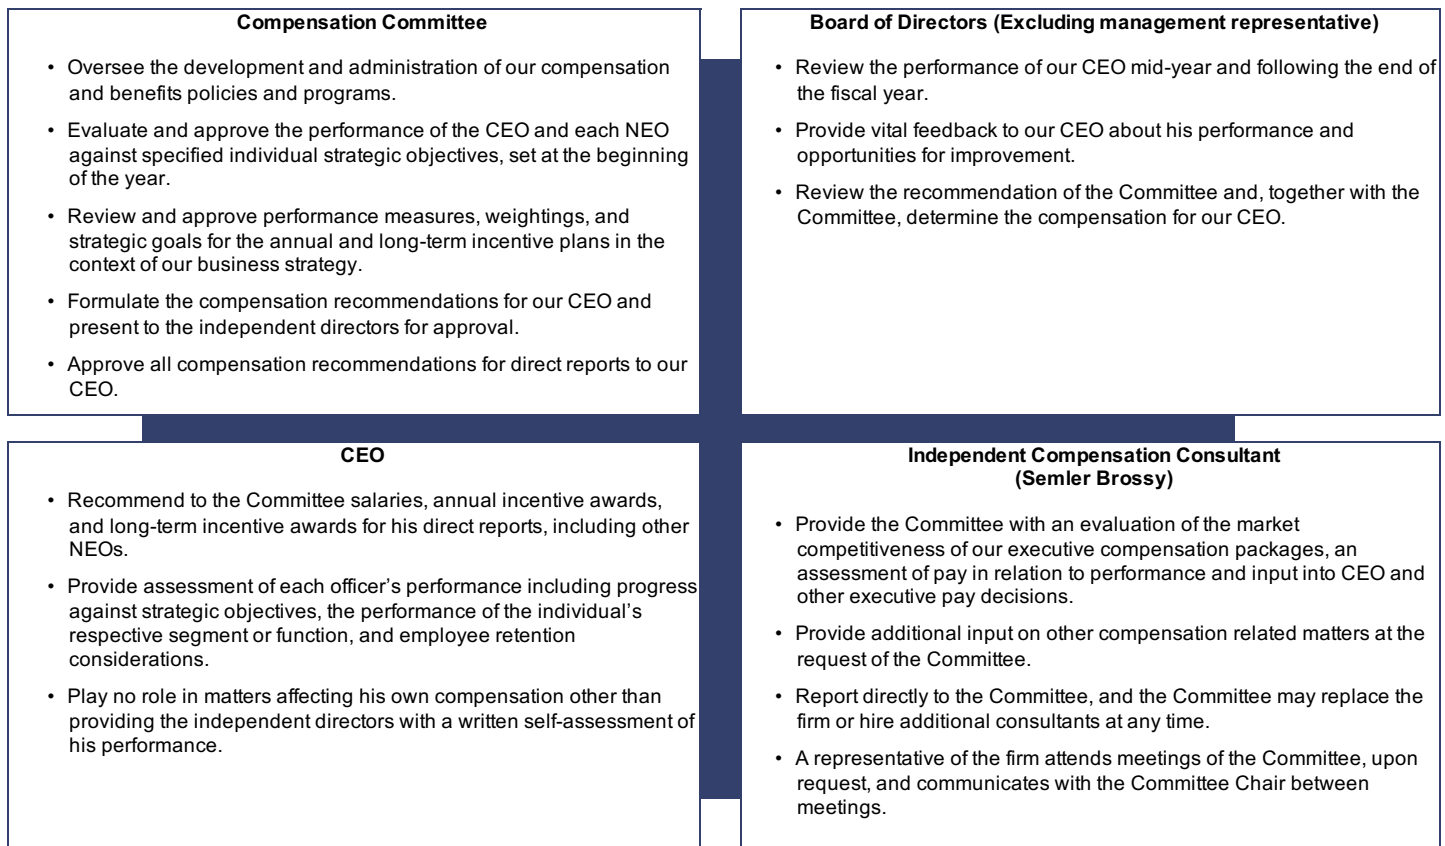 Compensation Committee
• Oversee the development and administration of our compensation
and benefits policies and programs.
• Evaluate and approve the performance of the CEO and each NEO
against specified individual strategic objectives, set at the beginning
of the year.
• Review and approve performance measures, weightings, and
strategic goals for the annual and long-term incentive plans in the
context of our business strategy.
• Formulate the compensation recommendations for our CEO and
present to the independent directors for approval.
• Approve all compensation recommendations for direct reports to our
CEO.
Board of Directors (Excluding management representative)
• Review the performance of our CEO mid-year and following the end of
the fiscal year.
• Provide vital feedback to our CEO about his performance and
opportunities for improvement.
• Review the recommendation of the Committee and, together with the
Committee, determine the compensation for our CEO.
CEO
• Recommend to the Committee salaries, annual incentive awards,
and long-term incentive awards for his direct reports, including other
NEOs.
• Provide assessment of each officer’s performance including progress
against strategic objectives, the performance of the individual’s
respective segment or function, and employee retention
considerations.
• Play no role in matters affecting his own compensation other than
providing the independent directors with a written self-assessment of
his performance.
Independent Compensation Consultant
(Semler Brossy)
• Provide the Committee with an evaluation of the market
competitiveness of our executive compensation packages, an
assessment of pay in relation to performance and input into CEO and
other executive pay decisions.
• Provide additional input on other compensation related matters at the
request of the Committee.
• Report directly to the Committee, and the Committee may replace the
firm or hire additional consultants at any time.
• A representative of the firm attends meetings of the Committee, upon
request, and communicates with the Committee Chair between
meetings.